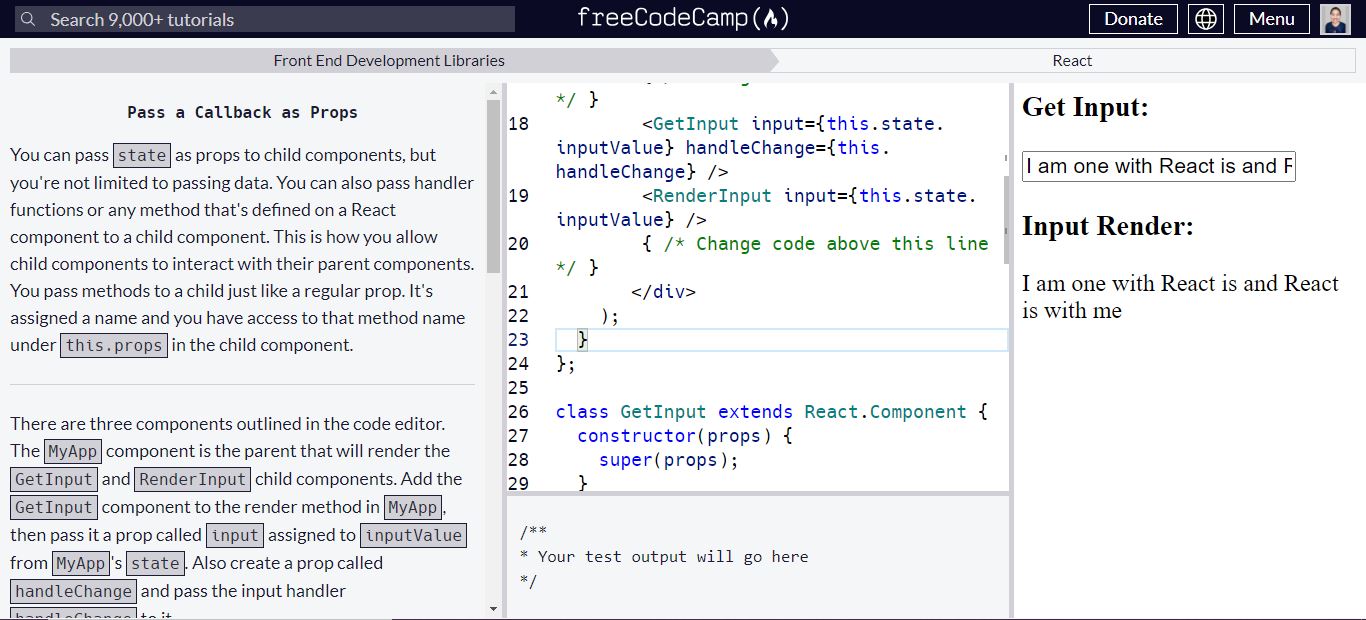 Search 9,000+ tutorials
freeCodeCamp
Donate
Menu
Front End Development Libraries
React
Pass a Callback as Props
You can pass state as props to child components, but
you're not limited to passing data. You can also pass handler
functions or any method that's defined on a React
component to a child component. This is how you allow
child components to interact with their parent components.
You pass methods to a child just like a regular prop. It's
assigned a name and you have access to that method name
under this.props in the child component.
There are three components outlined in the code editor.
The MyApp component is the parent that will render the
GetInput and RenderInput child components. Add the
GetInput component to the render method in MyApp,
then pass it a prop called input assigned to inputValue
from MyApp's state. Also create a prop called
handleChange and pass the input handler
handleChange to it
*/ }
18 <GetInput input={this.state.
inputValue} handleChange={this.
handleChange} />
19 <RenderInput input={this.state.
inputValue} />
20 { /* Change code above this line
*/ }
21 </div>
22 );
23 }
24 };
25
26 class GetInput extends React.Component {
27 constructor(props) {
28 super(props);
29 }
/**
* Your test output will go here
*/
Get Input:
I am one with React is and R
Input Render:
I am one with React is and React
is with me